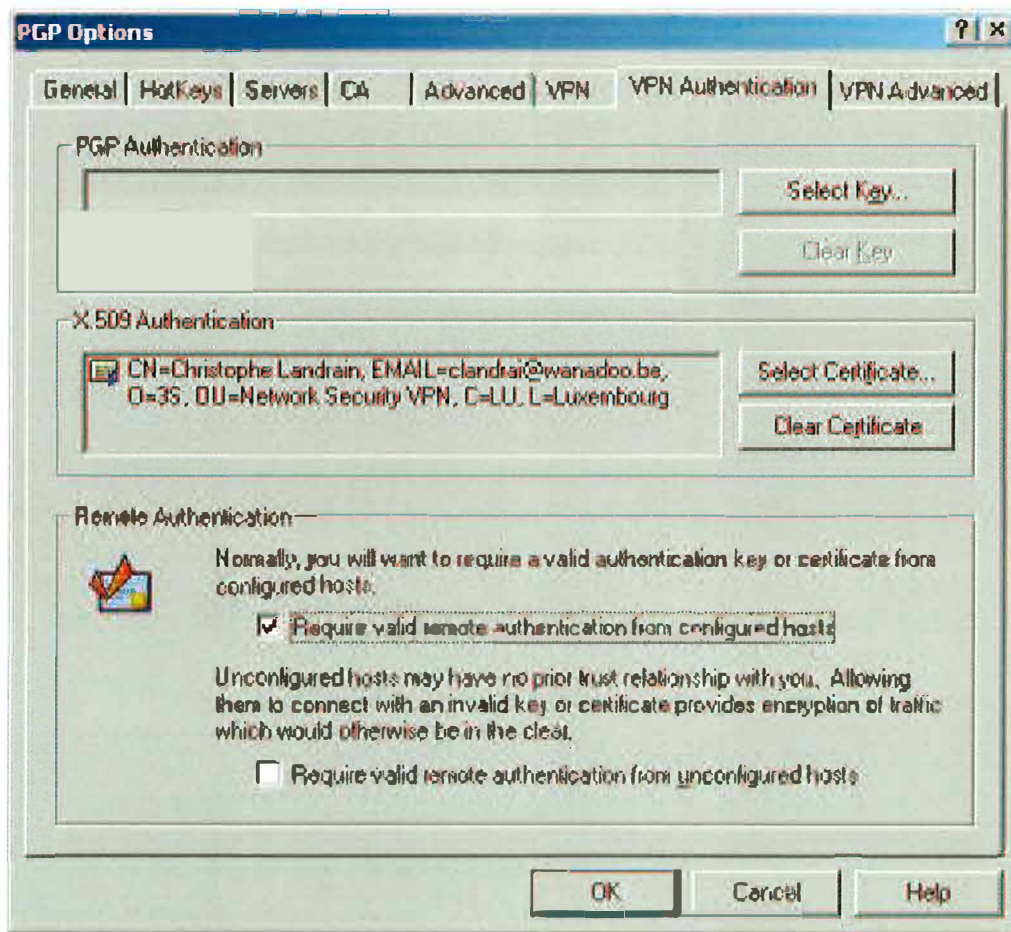 PGP Options
General HotKeys Servers CA Advanced VPN VPN Authentication VPN Advanced
PGP Authentication
Select Key...
Clear Key
X.509 Authentication
CN=Christophe Landrain, EMAIL=clandrai@wanadoo.be,
O=3S, OU=Network Security VPN, C=LU, L=Luxembourg
Select Certificate...
Clear Certificate
Remote Authentication
Normally, you will want to require a valid authentication key or certificate from
configured hosts.
Require valid remote authentication from configured hosts
Unconfigured hosts may have no prior trust relationship with you. Allowing
them to connect with an invalid key or certificate provides encryption of traffic
which would otherwise be in the clear.
Require valid remote authentication from unconfigured hosts
OK Cancel Help